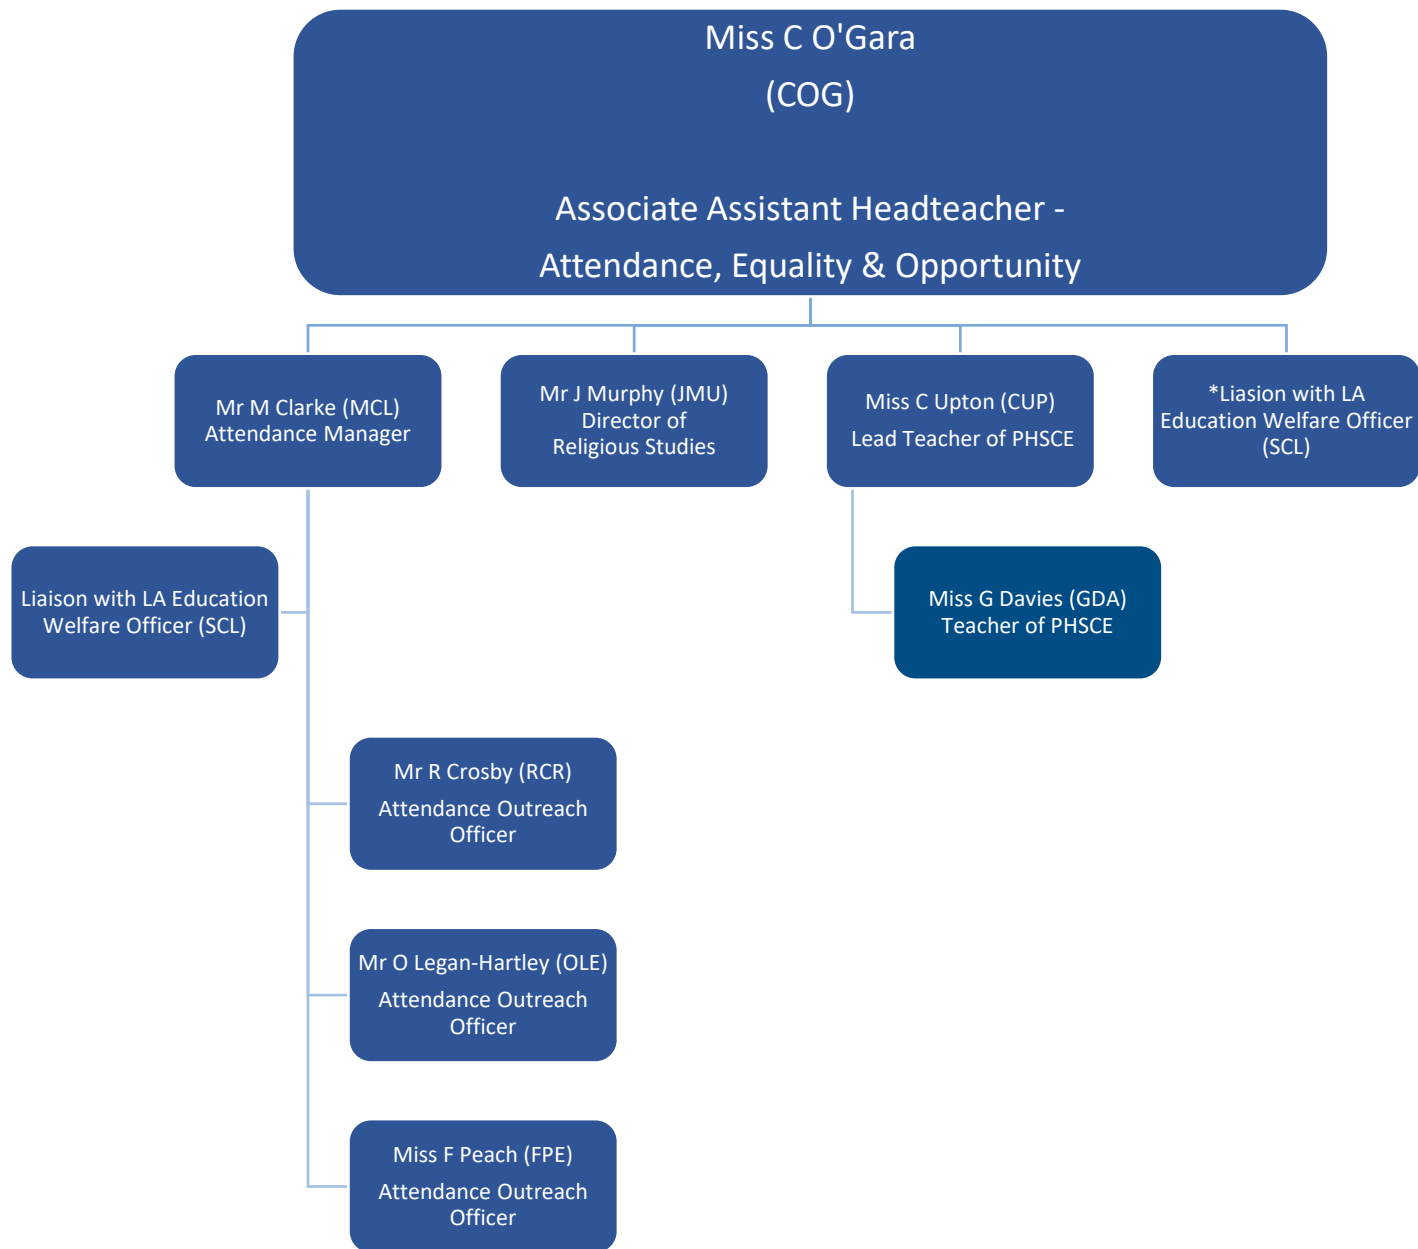 Miss C O'Gara
(COG)
Associate Assistant Headteacher -
Attendance, Equality & Opportunity
Mr M Clarke (MCL)
Attendance Manager
Mr J Murphy (JMU)
Director of
Religious Studies
Miss C Upton (CUP)
Lead Teacher of PHSCE
*Liasion with LA
Education Welfare Officer
(SCL)
Liaison with LA Education
Welfare Officer (SCL)
Miss G Davies (GDA)
Teacher of PHSCE
Mr R Crosby (RCR)
Attendance Outreach
Officer
Mr O Legan-Hartley (OLE)
Attendance Outreach
Officer
Miss F Peach (FPE)
Attendance Outreach
Officer